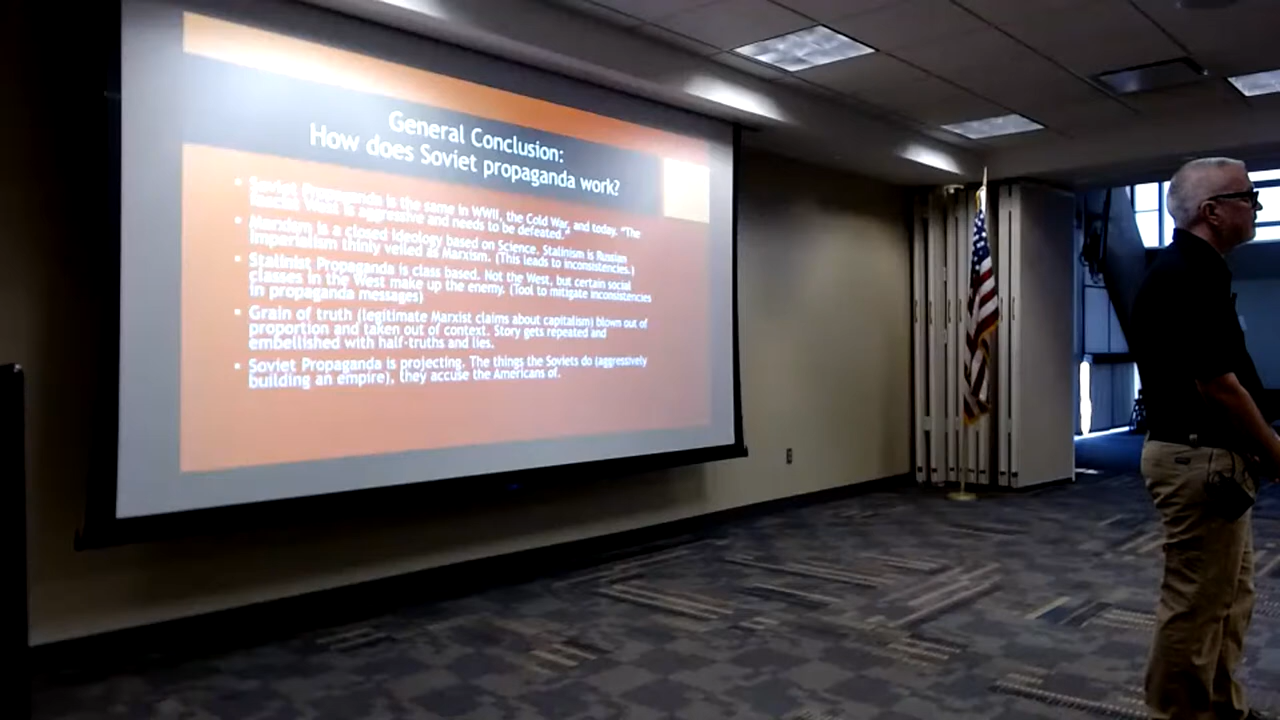 General Conclusion:
How does Soviet propaganda work?
Soviet Propaganda is the same in WWII, the Cold War, and today. "The
fascist West is aggressive and needs to be defeated."
Marxism is a closed ideology based on Science. Stalinism is Russian
Imperialism thinly veiled as Marxism. (This leads to inconsistencies.)
Stalinist Propaganda is class based. Not the West, but certain social
classes in the West make up the enemy. (Tool to mitigate inconsistencies
in propaganda messages)
Grain of truth (legitimate Marxist claims about capitalism) blown out of
proportion and taken out of context. Story gets repeated and
embellished with half-truths and lies.
Soviet Propaganda is projecting. The things the Soviets do (aggressively
building an empire), they accuse the Americans of.